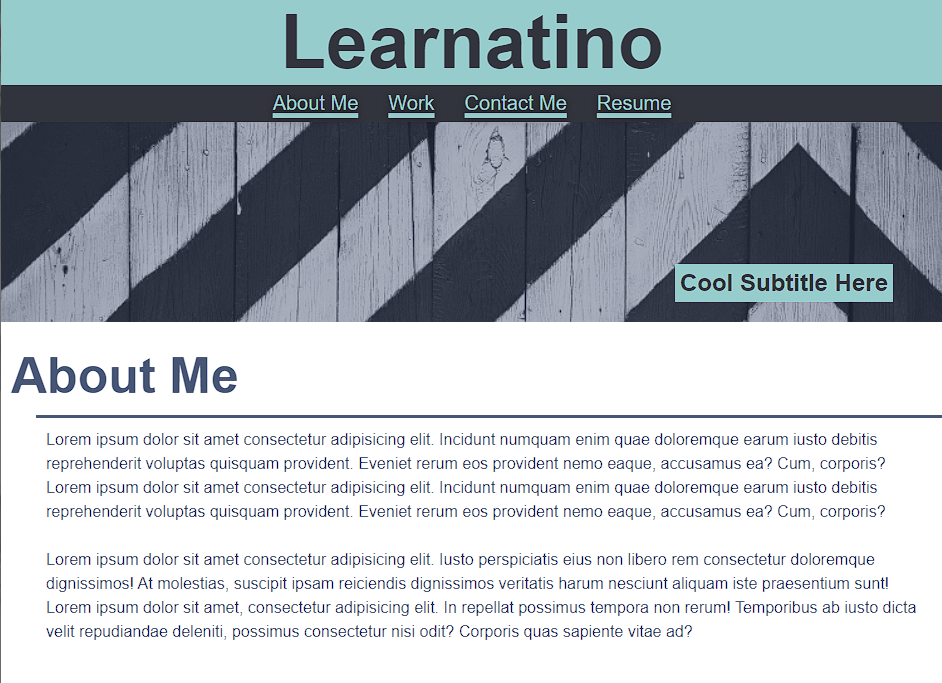 Learnatino
About Me Work Contact Me Resume
Cool Subtitle Here
About Me
Lorem ipsum dolor sit amet consectetur adipisicing elit. Incidunt numquam enim quae doloremque earum iusto debitis
reprehenderit voluptas quisquam provident. Eveniet rerum eos provident nemo eaque, accusamus ea? Cum, corporis?
Lorem ipsum dolor sit amet consectetur adipisicing elit. Incidunt numquam enim quae doloremque earum iusto debitis
reprehenderit voluptas quisquam provident. Eveniet rerum eos provident nemo eaque, accusamus ea? Cum, corporis?
Lorem ipsum dolor sit amet consectetur adipisicing elit. Iusto perspiciatis eius non libero rem consectetur doloremque
dignissimos! At molestias, suscipit ipsam reiciendis dignissimos veritatis harum nesciunt aliquam iste praesentium sunt!
Lorem ipsum dolor sit amet, consectetur adipisicing elit. In repellat possimus tempora non rerum! Temporibus ab iusto dicta
velit repudiandae deleniti, possimus consectetur nisi odit? Corporis quas sapiente vitae ad?